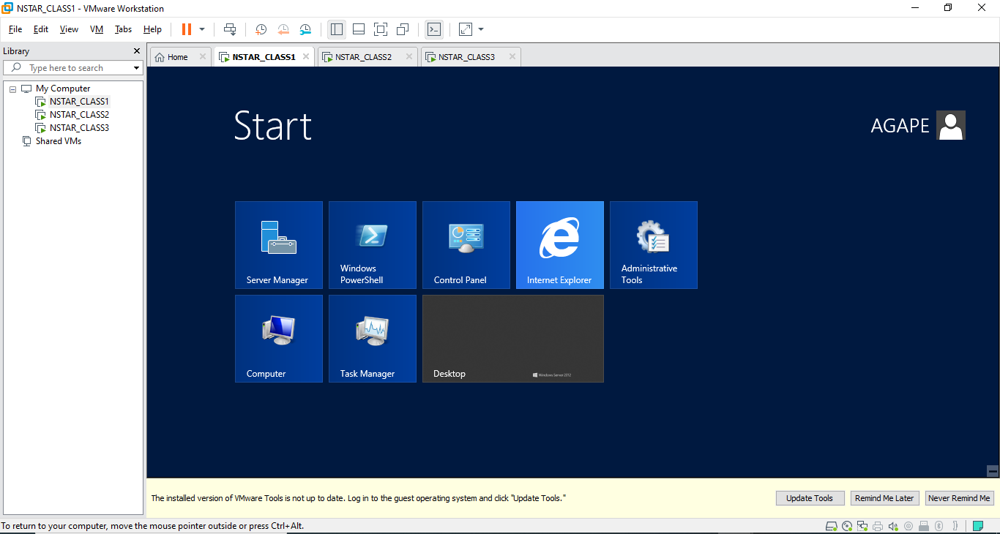 NSTAR_CLASS1 - VMware Workstation
File Edit View VM Tabs Help
Library
Type here to search
My Computer
NSTAR_CLASS1
NSTAR_CLASS2
NSTAR_CLASS3
Shared VMs
Home NSTAR_CLASS1 NSTAR_CLASS2 NSTAR_CLASS3
Start
AGAPE
Server Manager
Windows
PowerShell
Control Panel
Internet Explorer
Administrative
Tools
Computer
Task Manager
Desktop
Windows Server 2012
The installed version of VMware Tools is not up to date. Log in to the guest operating system and click "Update Tools."
Update Tools Remind Me Later Never Remind Me
To return to your computer, move the mouse pointer outside or press Ctrl+Alt.